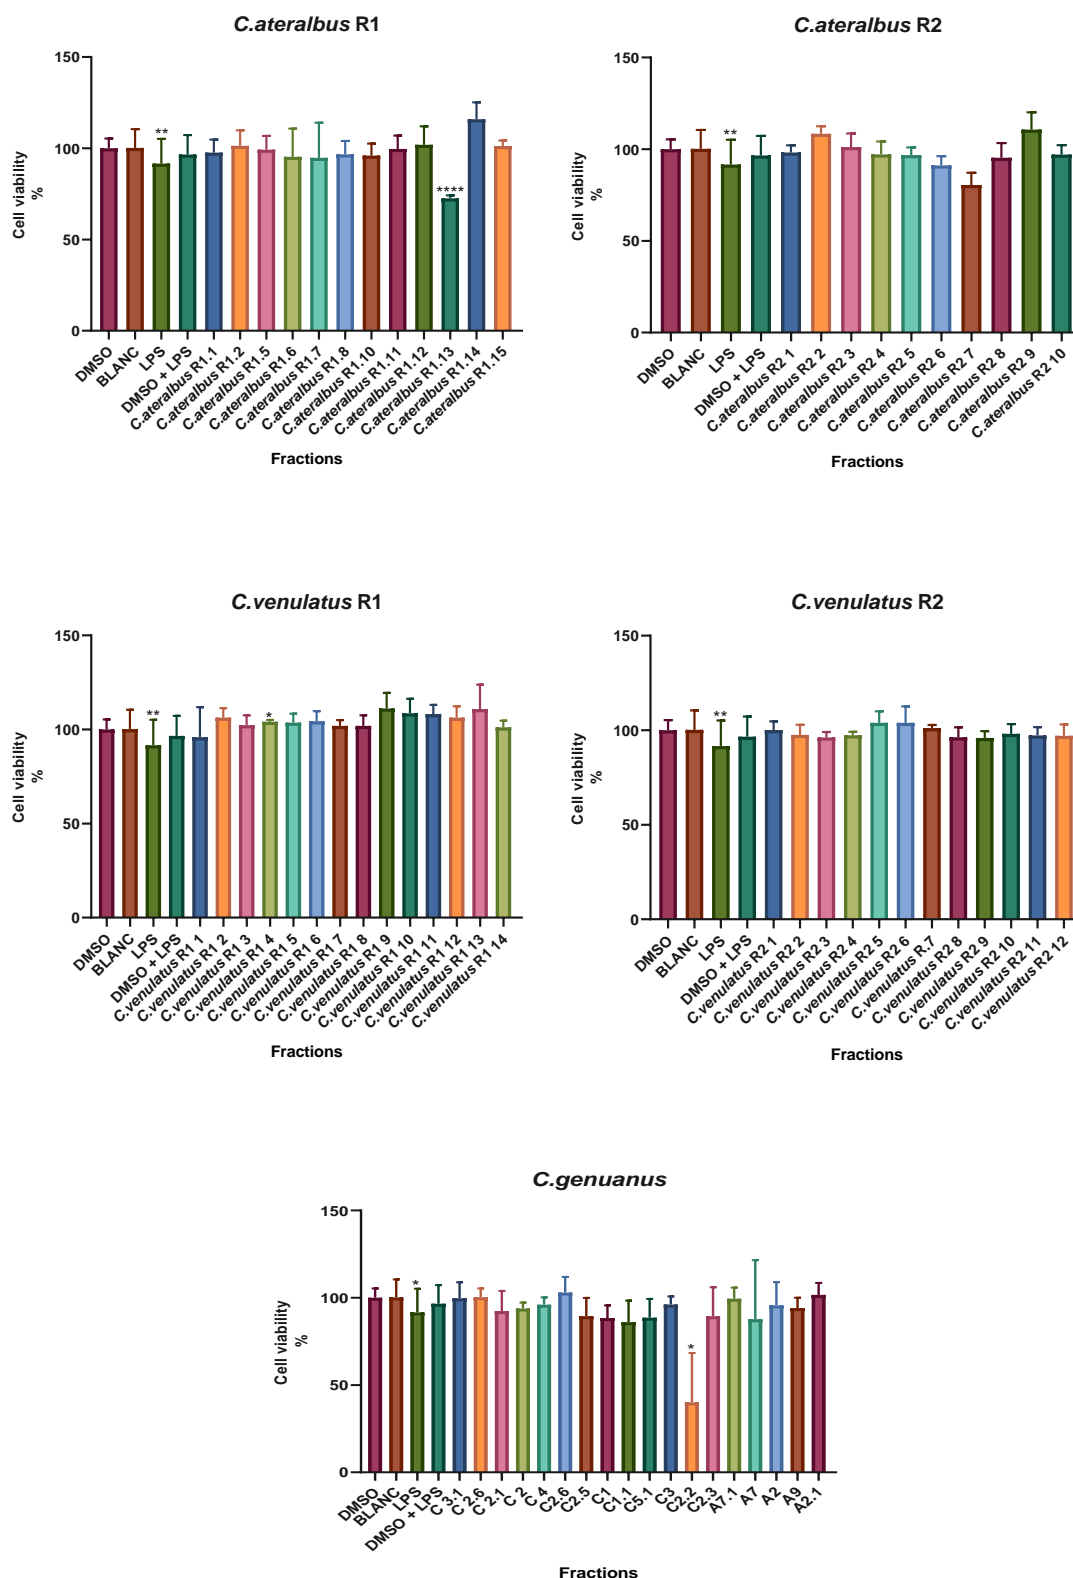 C.ateralbus R1
150
100
50
0
Cell viability
%
**
****
DMSO
BLANC
LPS
DMSO + LPS
C.ateralbus R1.1
C.ateralbus R1.2
C.ateralbus R1.5
C.ateralbus R1.6
C.ateralbus R1.7
C.ateralbus R1.8
C.ateralbus R1.10
C.ateralbus R1.11
C.ateralbus R1.12
C.ateralbus R1.13
C.ateralbus R1.14
C.ateralbus R1.15
Fractions
C.ateralbus R2
150
100
50
0
Cell viability
%
**
DMSO
BLANC
LPS
DMSO + LPS
C.ateralbus R2 1
C.ateralbus R2 2
C.ateralbus R2 3
C.ateralbus R2 4
C.ateralbus R2 5
C.ateralbus R2 6
C.ateralbus R2 7
C.ateralbus R2 8
C.ateralbus R2 9
C.ateralbus R2 10
Fractions
C.venulatus R1
150
100
50
0
Cell viability
%
**
*
DMSO
BLANC
LPS
DMSO + LPS
C.venulatus R1 1
C.venulatus R1 2
C.venulatus R1 3
C.venulatus R1 4
C.venulatus R1 5
C.venulatus R1 6
C.venulatus R1 7
C.venulatus R1 8
C.venulatus R1 9
C.venulatus R1 10
C.venulatus R1 11
C.venulatus R1 12
C.venulatus R1 13
C.venulatus R1 14
Fractions
C.venulatus R2
150
100
50
0
Cell viability
%
**
DMSO
BLANC
LPS
DMSO + LPS
C.venulatus R2 1
C.venulatus R2 2
C.venulatus R2 3
C.venulatus R2 4
C.venulatus R2 5
C.venulatus R2 6
C.venulatus R.7
C.venulatus R2 8
C.venulatus R2 9
C.venulatus R2 10
C.venulatus R2 11
C.venulatus R2 12
Fractions
C.genuanus
150
100
50
0
Cell viability
%
*
*
DMSO
BLANC
LPS
DMSO + LPS
C 3.1
C 2.6
C 2.1
C 2
C 4
C2.6
C2.5
C1
C1.1
C5.1
C3
C2.2
C2.3
A7.1
A7
A2
A9
A2.1
Fractions